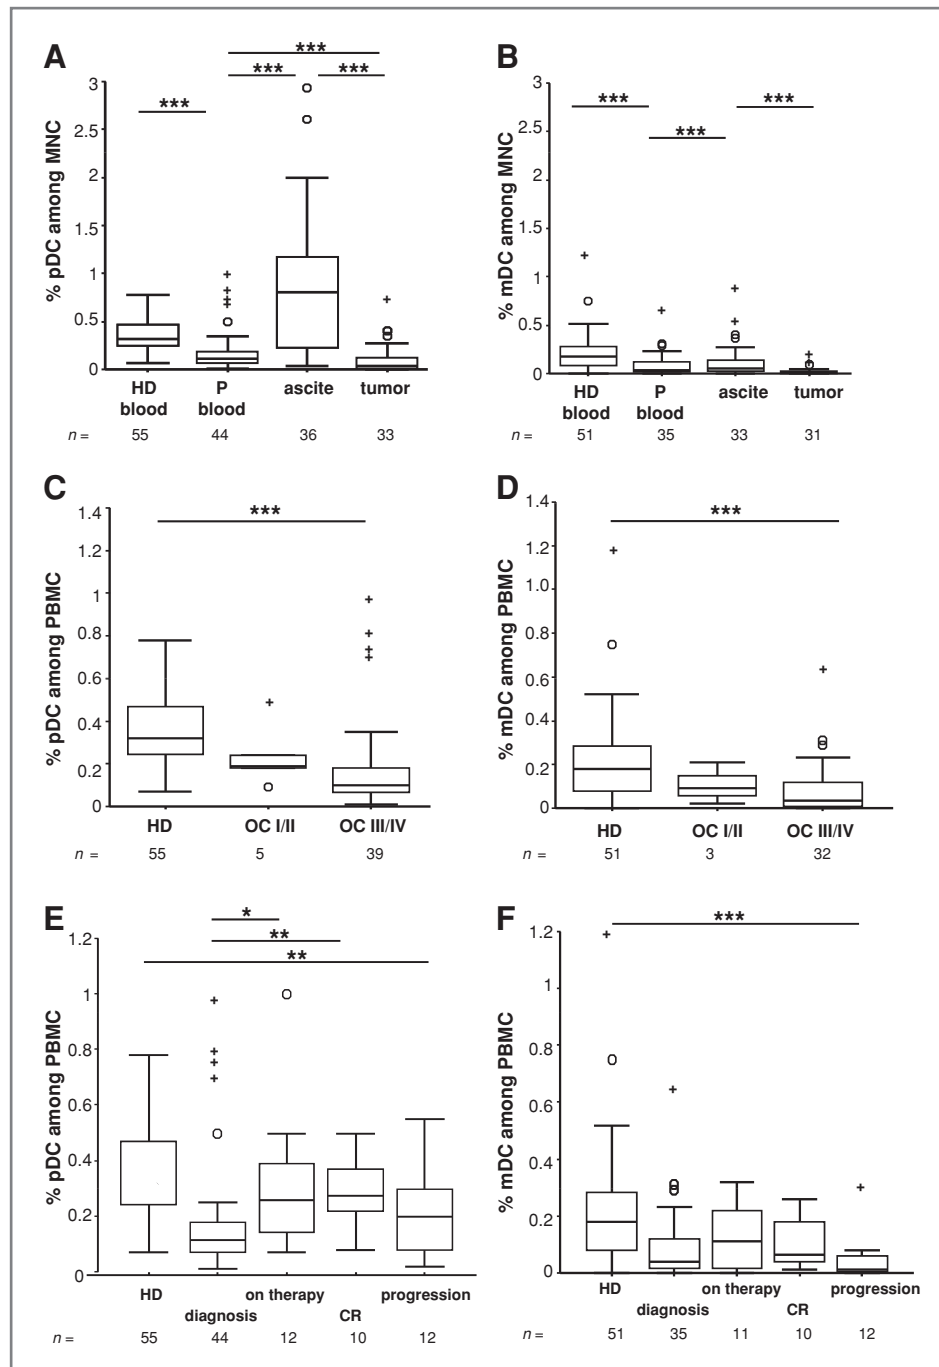 A
***
***
***
***
% pDC among MNC
3
2.5
2
1.5
1
0.5
0
HD blood
P blood
ascite
tumor
n =
55
44
36
33
B
***
***
***
% mDC among MNC
3
2.5
2
1.5
1
0.5
0
HD blood
P blood
ascite
tumor
n =
51
35
33
31
C
***
% pDC among PBMC
1.4
1.2
1.0
0.8
0.6
0.4
0.2
0
HD
OC I/II
OC III/IV
n =
55
5
39
D
***
% mDC among PBMC
1.4
1.2
1.0
0.8
0.6
0.4
0.2
0
HD
OC I/II
OC III/IV
n =
51
3
32
E
*
**
**
% pDC among PBMC
1.2
1
0.8
0.6
0.4
0.2
0
HD
diagnosis
on therapy
CR
progression
n =
55
44
12
10
12
F
***
% mDC among PBMC
1.2
1
0.8
0.6
0.4
0.2
0
HD
diagnosis
on therapy
CR
progression
n =
51
35
11
10
12